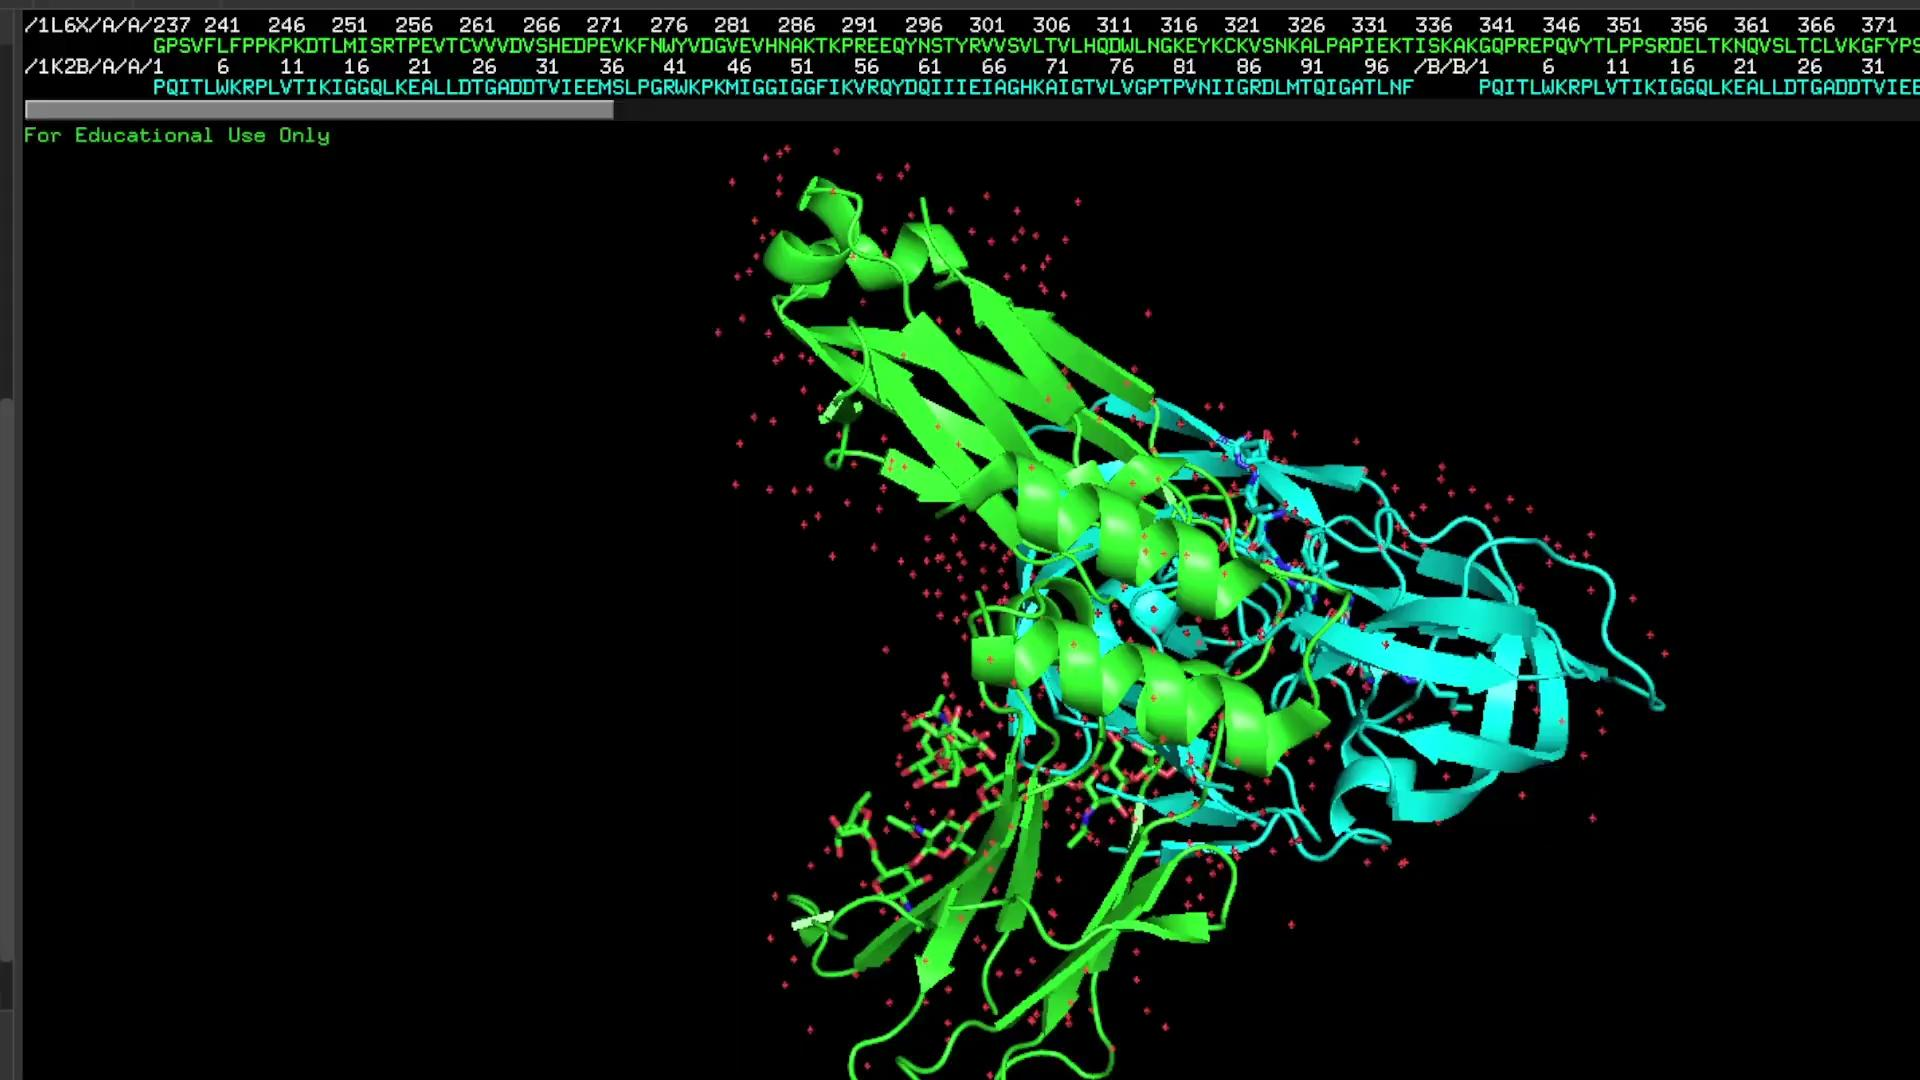 /1L6X/A/A/237 241 246 251 256 261 266 271 276 281 286 291 296 301 306 311 316 321 326 331 336 341 346 351 356 361 366 371
GPSVFLFPPKPKDTLMISRTPEVTCVVVDVSHEDPEVKFNWYVDGVEVHNAKTKPREEQYNSTYRVVSVLTVLHQDWLNGKEYKCKVSNKALPAPIEKTISKAKGQPREPQVYTLPPSRDELTKNQVSLTCLVKGFYPS
/1K2B/A/A/1 6 11 16 21 26 31 36 41 46 51 56 61 66 71 76 81 86 91 96 /B/B/1 6 11 16 21 26 31
PQITLWKRPLVTIKIGGQLKEALLDTGADDTVIEEMSLPGRWKPKMIGGIGGFIKVRQYDQIIIEIAGHKAIGTVLVGPTPVNIIGRDLMTQIGATLNF PQITLWKRPLVTIKIGGQLKEALLDTGADDTVIEE
For Educational Use Only